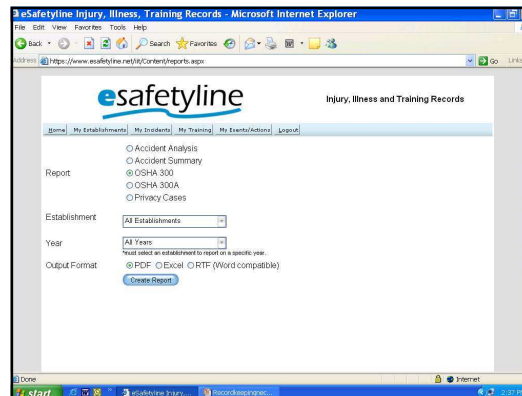 eSafetyline Injury, Illness, Training Records - Microsoft Internet Explorer
File Edit View Favorites Tools Help
Back Search Favorites
Address https://www.esafetyline.net/iit/Content/reports.aspx Go Links
esafetyline
Injury, Illness and Training Records
Home My Establishments My Incidents My Training My Events/Actions Logout
Accident Analysis
Accident Summary
Report OSHA 300
OSHA 300A
Privacy Cases
Establishment All Establishments
Year All Years
*must select an establishment to report on a specific year.
Output Format PDF Excel RTF (Word compatible)
Create Report
Done Internet
start eSafetyline Injury,... Recordkeepingnec... 2:37 PM